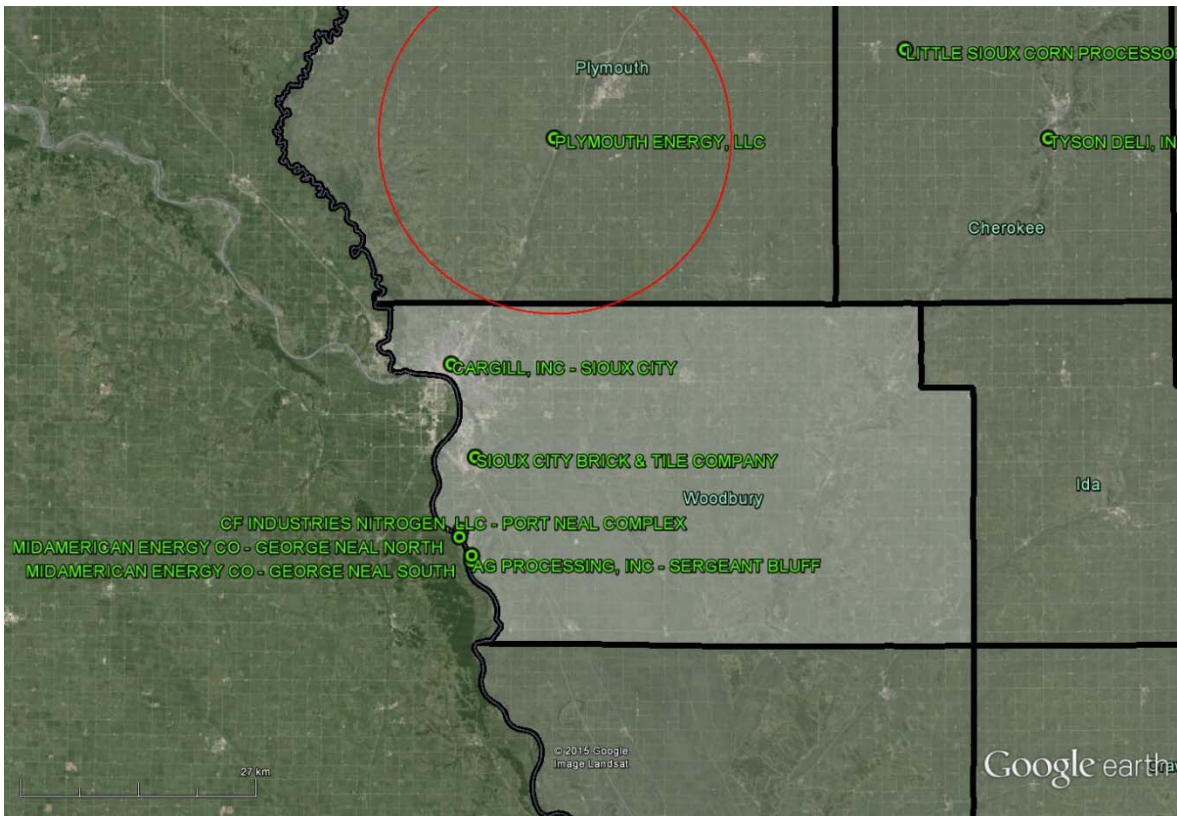 LITTLE SIOUX CORN PROCESSO
Plymouth
PLYMOUTH ENERGY, LLC
TYSON DELI, IN
Cherokee
CARGILL, INC - SIOUX CITY
SIOUX CITY BRICK & TILE COMPANY
Ida
Woodbury
CF INDUSTRIES NITROGEN, LLC - PORT NEAL COMPLEX
MIDAMERICAN ENERGY CO - GEORGE NEAL NORTH
AG PROCESSING, INC - SERGEANT BLUFF
MIDAMERICAN ENERGY CO - GEORGE NEAL SOUTH
© 2015 Google
Image Landsat
27 km
Google earth